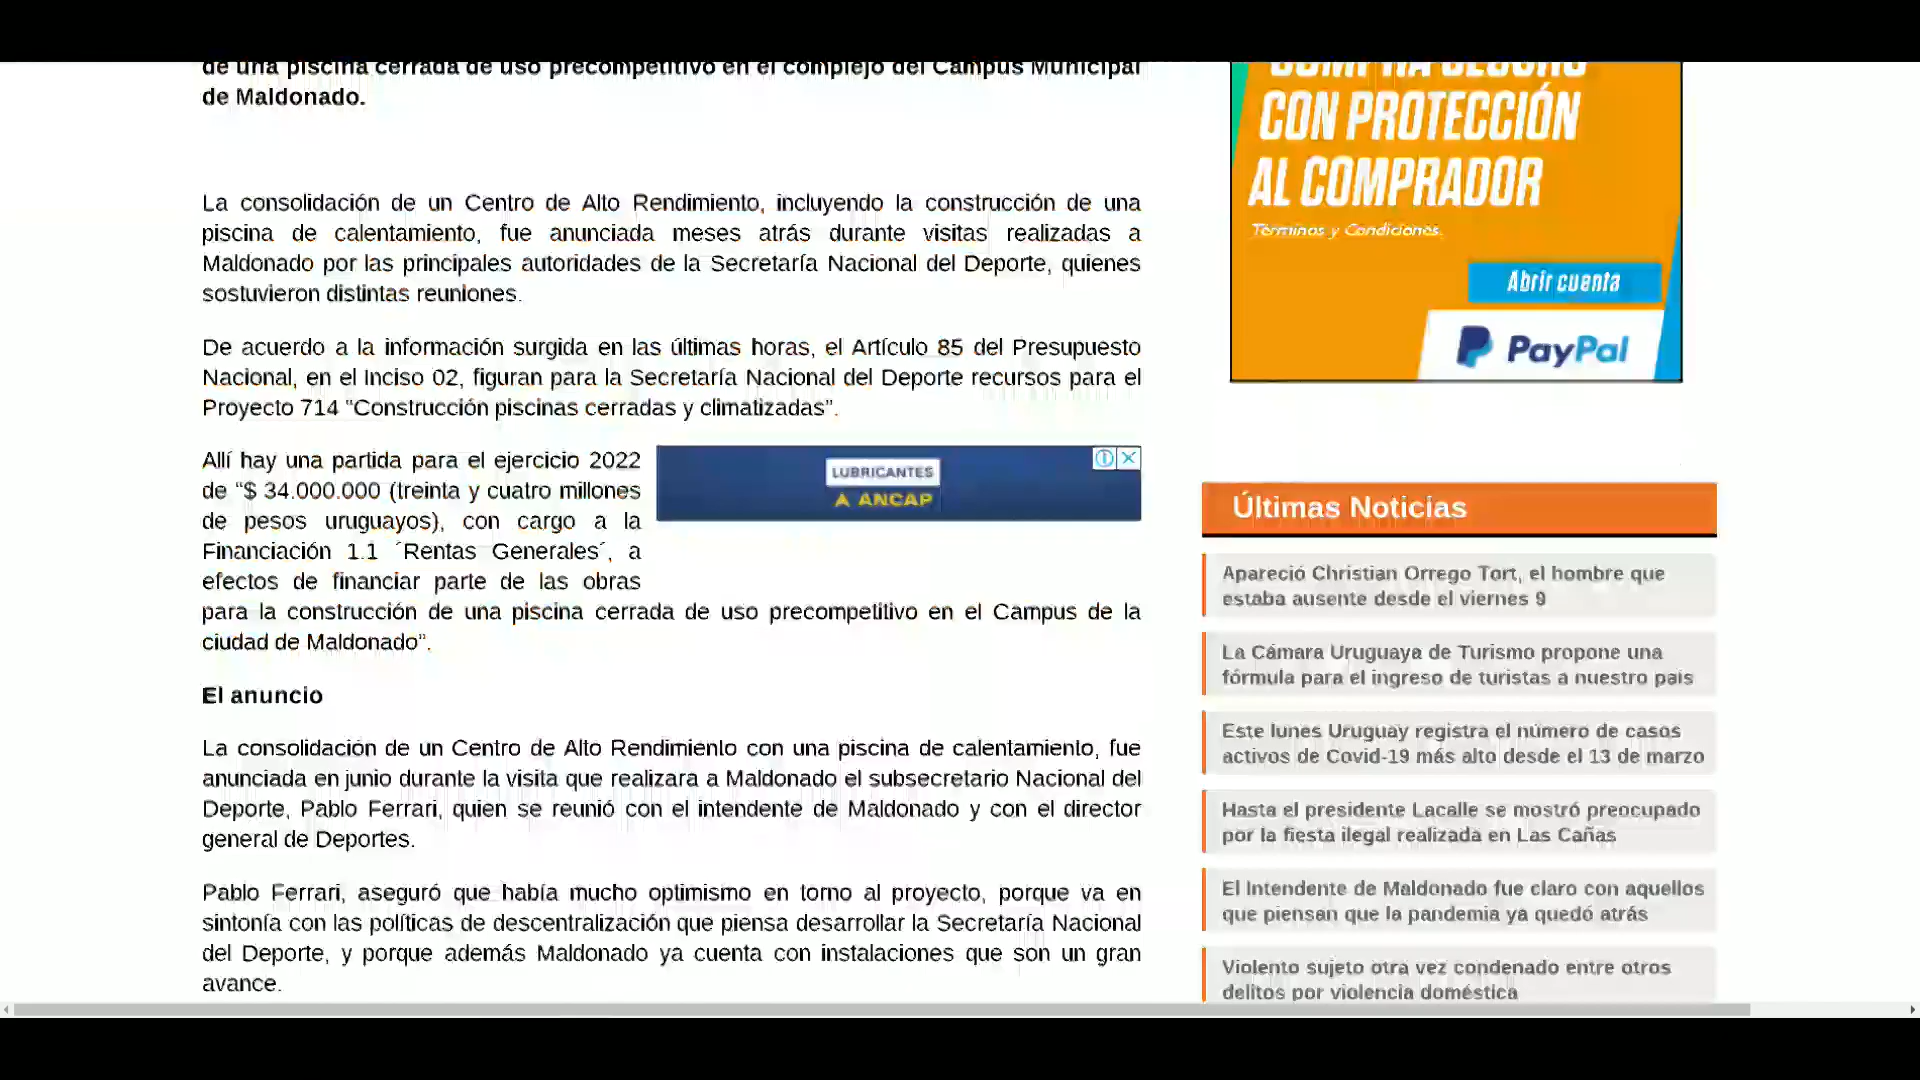 de una piscina cerrada de uso precompetitivo en el complejo del Campus Municipal
de Maldonado.
La consolidación de un Centro de Alto Rendimiento, incluyendo la construcción de una
piscina de calentamiento, fue anunciada meses atrás durante visitas realizadas a
Maldonado por las principales autoridades de la Secretaría Nacional del Deporte, quienes
sostuvieron distintas reuniones.
De acuerdo a la información surgida en las últimas horas, el Artículo 85 del Presupuesto
Nacional, en el Inciso 02, figuran para la Secretaría Nacional del Deporte recursos para el
Proyecto 714 “Construcción piscinas cerradas y climatizadas”.
Allí hay una partida para el ejercicio 2022
de “$ 34.000.000 (treinta y cuatro millones
de pesos uruguayos), con cargo a la
Financiación 1.1 ´Rentas Generales´, a
efectos de financiar parte de las obras
para la construcción de una piscina cerrada de uso precompetitivo en el Campus de la
ciudad de Maldonado”.
LUBRICANTES
A ANCAP
El anuncio
La consolidación de un Centro de Alto Rendimiento con una piscina de calentamiento, fue
anunciada en junio durante la visita que realizara a Maldonado el subsecretario Nacional del
Deporte, Pablo Ferrari, quien se reunió con el intendente de Maldonado y con el director
general de Deportes.
Pablo Ferrari, aseguró que había mucho optimismo en torno al proyecto, porque va en
sintonía con las políticas de descentralización que piensa desarrollar la Secretaría Nacional
del Deporte, y porque además Maldonado ya cuenta con instalaciones que son un gran
avance.
CON PROTECCIÓN
AL COMPRADOR
Términos y Condiciones.
Abrir cuenta
PayPal
Últimas Noticias
Apareció Christian Orrego Tort, el hombre que
estaba ausente desde el viernes 9
La Cámara Uruguaya de Turismo propone una
fórmula para el ingreso de turistas a nuestro país
Este lunes Uruguay registra el número de casos
activos de Covid-19 más alto desde el 13 de marzo
Hasta el presidente Lacalle se mostró preocupado
por la fiesta ilegal realizada en Las Cañas
El Intendente de Maldonado fue claro con aquellos
que piensan que la pandemia ya quedó atrás
Violento sujeto otra vez condenado entre otros
delitos por violencia doméstica